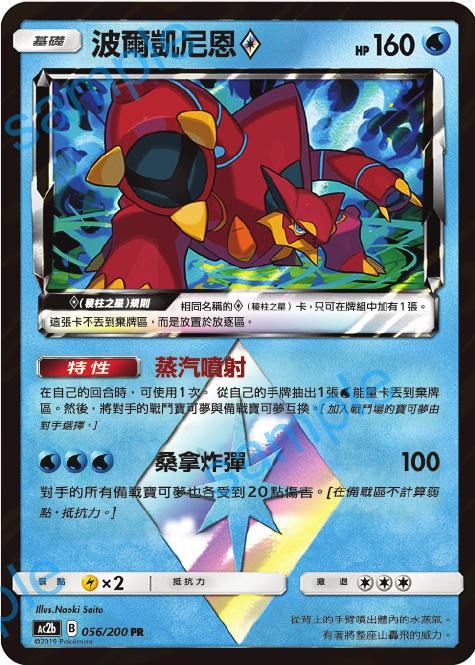 基礎
波爾凱尼恩
HP 160
sample
(稜柱之星)規則
相同名稱的 (稜柱之星) 卡，只可在牌組中加有1張。
這張卡不丟到棄牌區，而是放置於放逐區。
特性
蒸汽噴射
在自己的回合時，可使用1次。從自己的手牌抽出1張 能量卡丟到棄牌
區。然後，將對手的戰鬥寶可夢與備戰寶可夢互換。[加入戰鬥場的寶可夢由
對手選擇。]
桑拿炸彈
100
對手的所有備戰寶可夢也各受到20點傷害。[在備戰區不計算弱
點・抵抗力。]
弱點
×2
抵抗力
撤退
Illus.Naoki Saito
AC2b B 056/200 PR
©2019 Pokémon
從背上的手臂噴出體內的水蒸氣。
有著將整座山轟飛的威力。